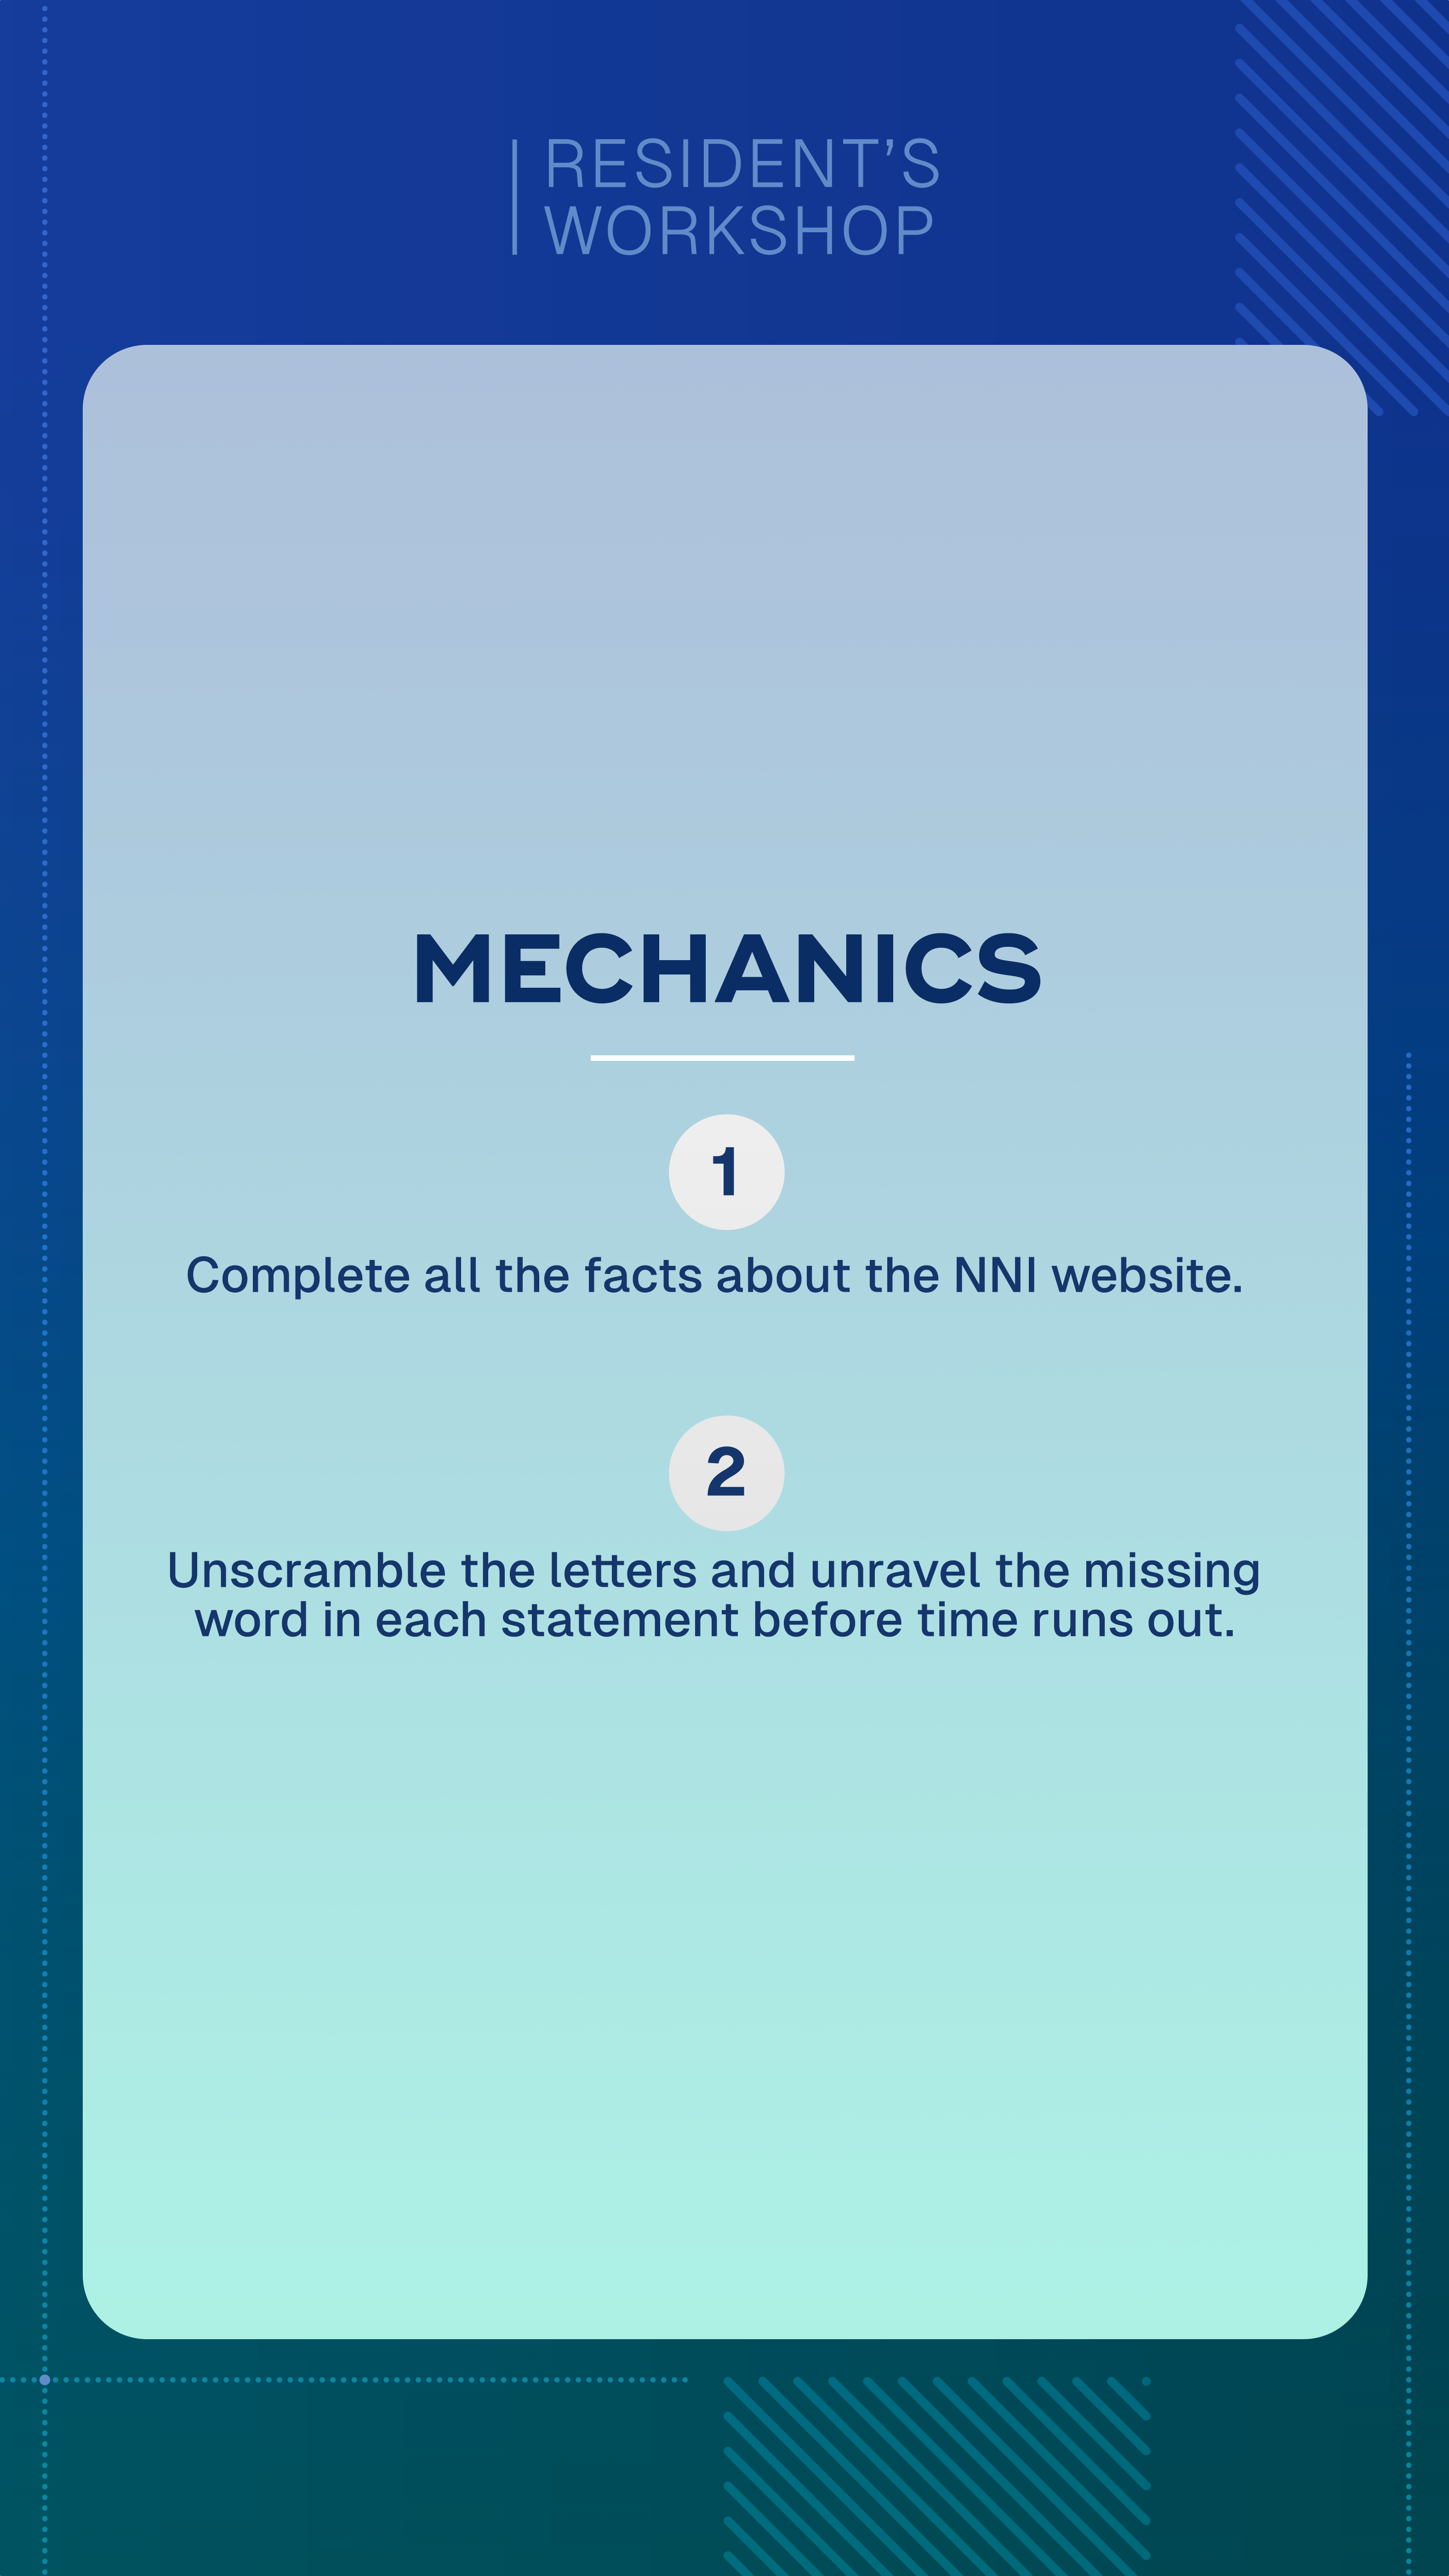 RESIDENT’S
WORKSHOP
MECHANICS
1
Complete all the facts about the NNI website.
2
Unscramble the letters and unravel the missing
word in each statement before time runs out.